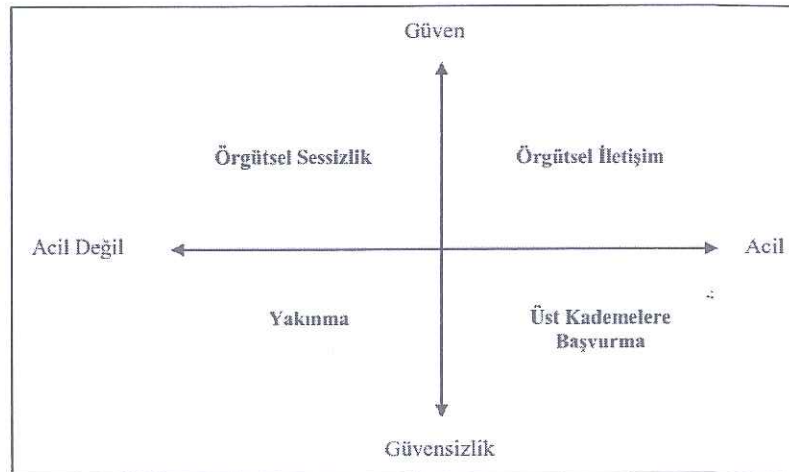 Güven
Örgütsel Sessizlik
Örgütsel İletişim
Acil Değil
Acil
Yakınma
Üst Kademelere
Başvurma
Güvensizlik